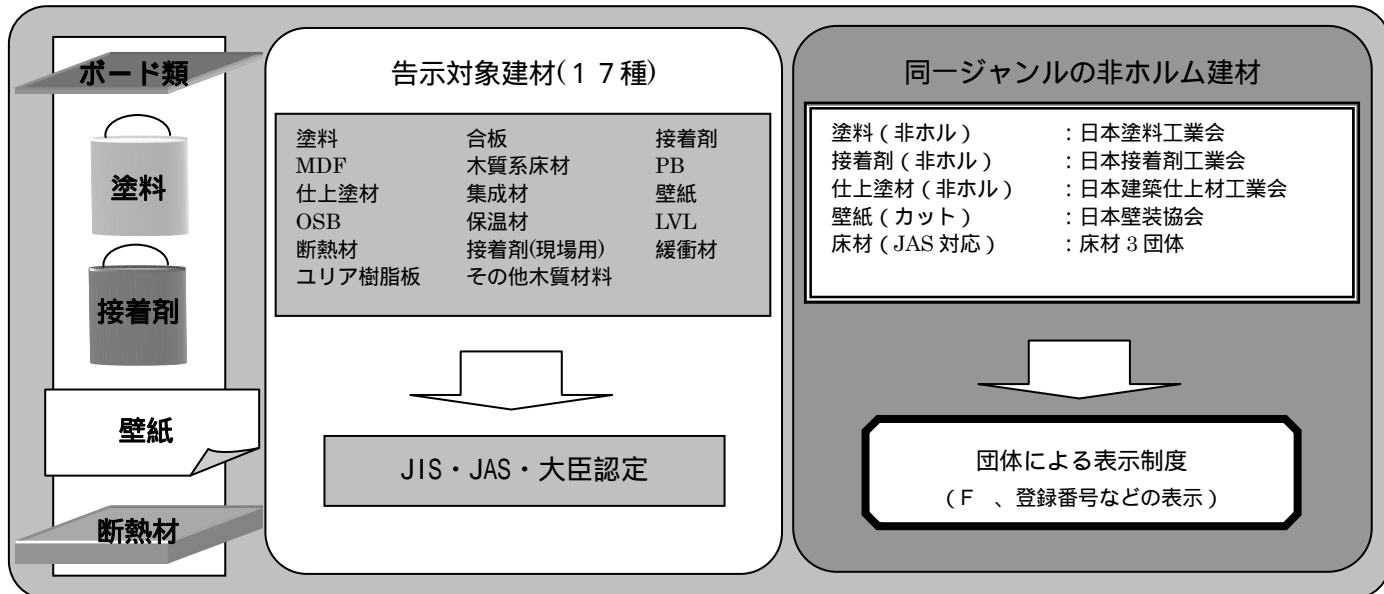 ボード類
塗料
接着剤
壁紙
断熱材
告示対象建材(１７種)
塗料 合板 接着剤
MDF 木質系床材 PB
仕上塗材 集成材 壁紙
OSB 保温材 LVL
断熱材 接着剤(現場用) 緩衝材
ユリア樹脂板 その他木質材料
JIS・JAS・大臣認定
同一ジャンルの非ホルム建材
塗料（非ホル） ：日本塗料工業会
接着剤（非ホル） ：日本接着剤工業会
仕上塗材（非ホル） ：日本建築仕上材工業会
壁紙（カット） ：日本壁装協会
床材（JAS 対応） ：床材 3 団体
団体による表示制度
（Ｆ　、登録番号などの表示）